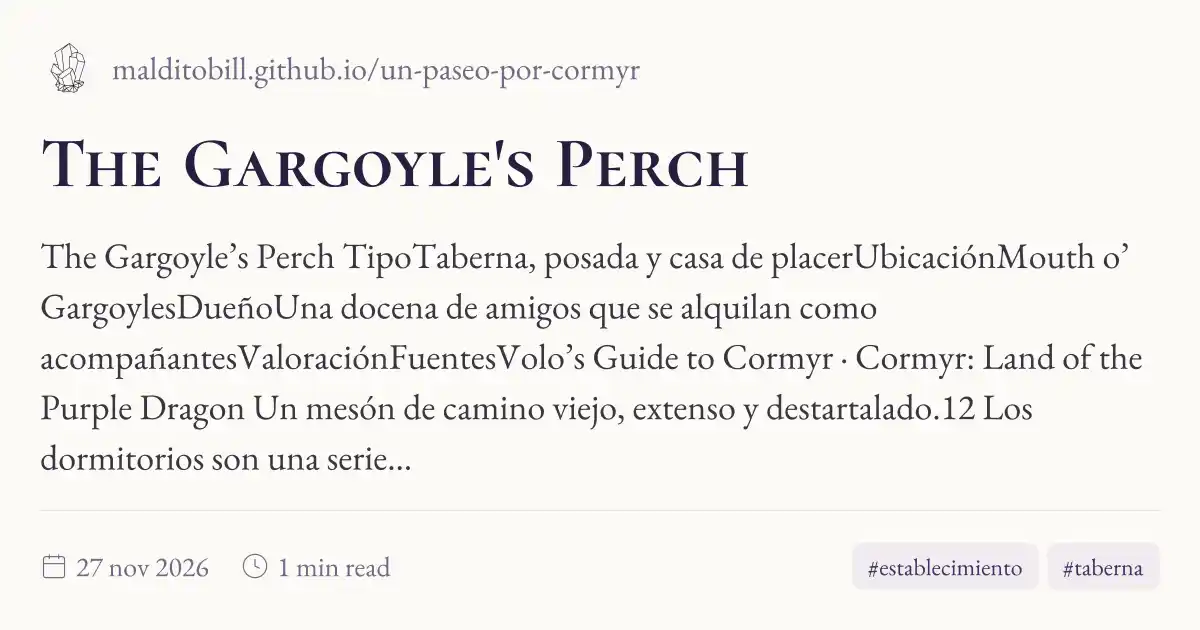 malditobill.github.io/un-paseo-por-cormyr
The Gargoyle's Perch
The Gargoyle’s Perch TipoTaberna, posada y casa de placerUbicaciónMouth o’
GargoylesDueñoUna docena de amigos que se alquilan como
acompañantesValoraciónFuentesVolo’s Guide to Cormyr · Cormyr: Land of the
Purple Dragon Un mesón de camino viejo, extenso y destartalado.12 Los
dormitorios son una serie...
27 nov 2026 1 min read #establecimiento #taberna